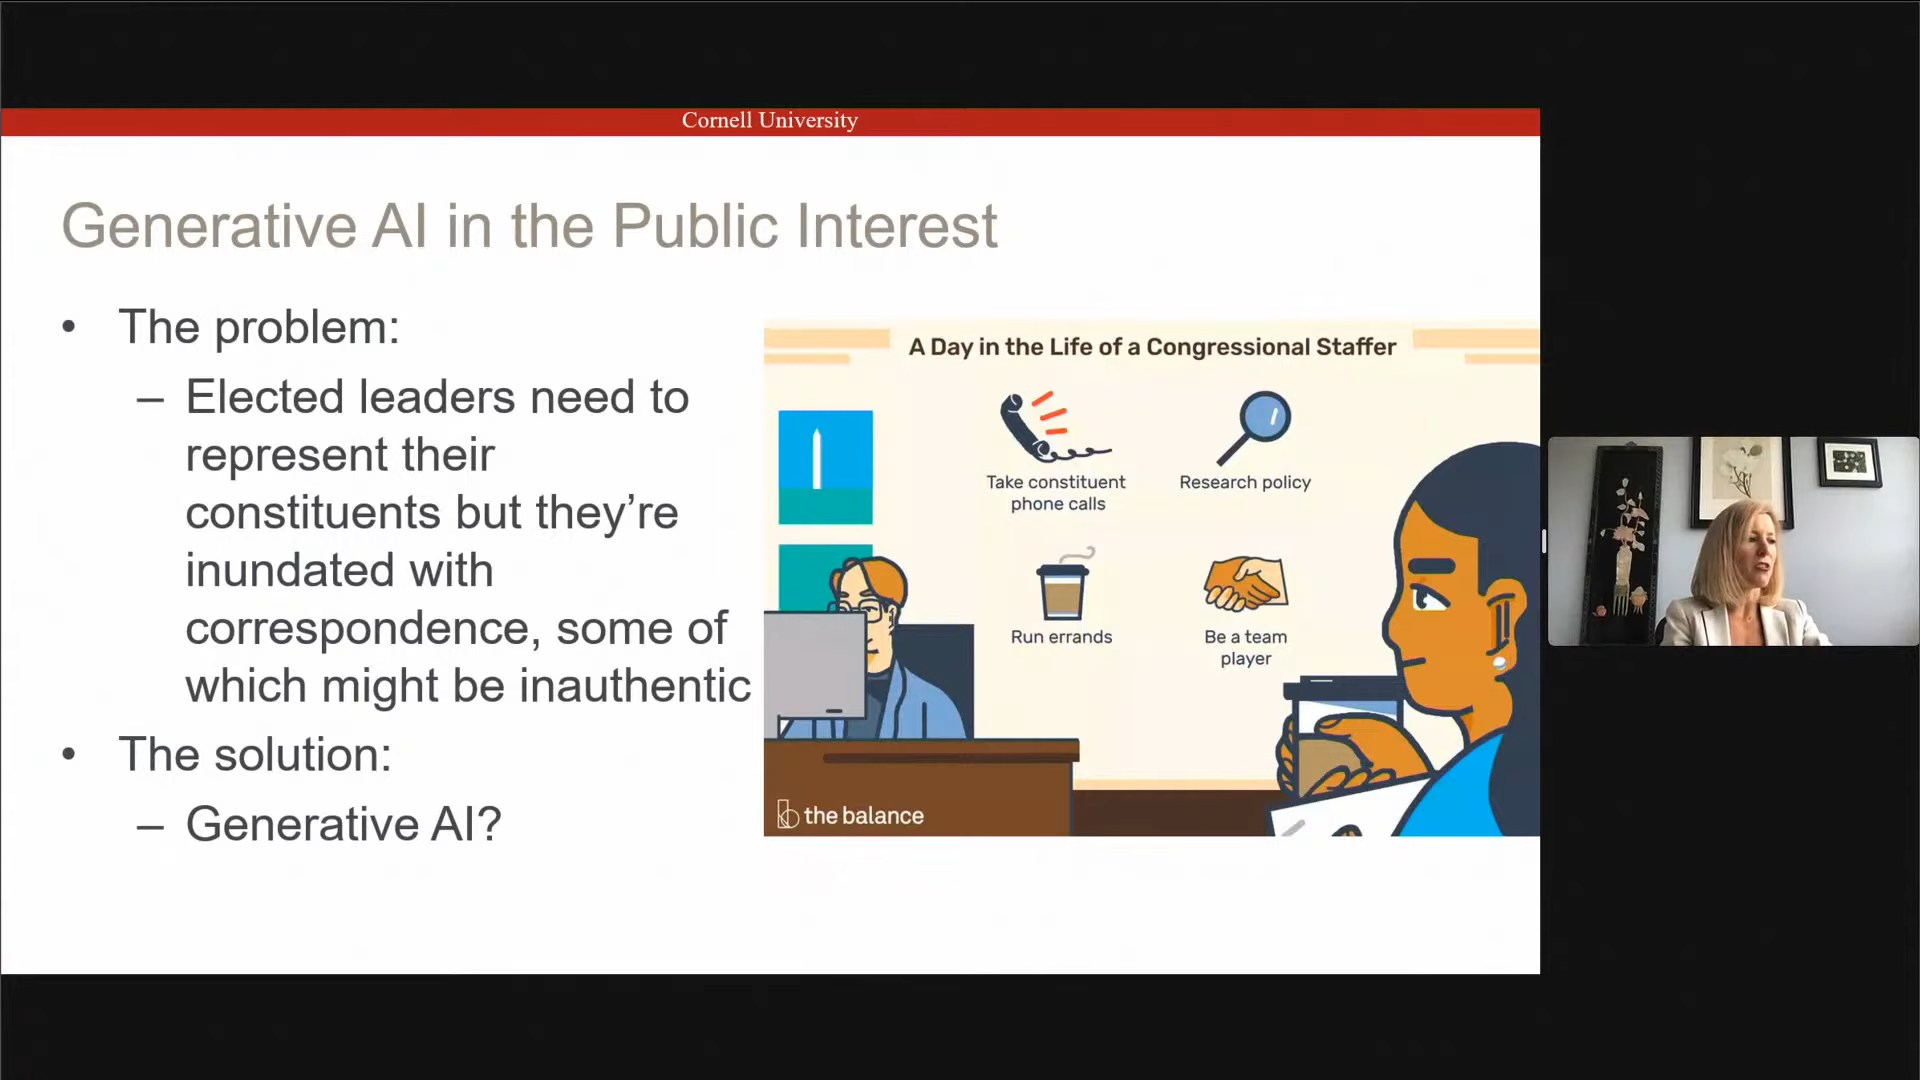 Cornell University
Generative AI in the Public Interest
• The problem:
– Elected leaders need to
represent their
constituents but they’re
inundated with
correspondence, some of
which might be inauthentic
• The solution:
– Generative AI?
A Day in the Life of a Congressional Staffer
Take constituent
phone calls
Research policy
Run errands
Be a team
player
the balance